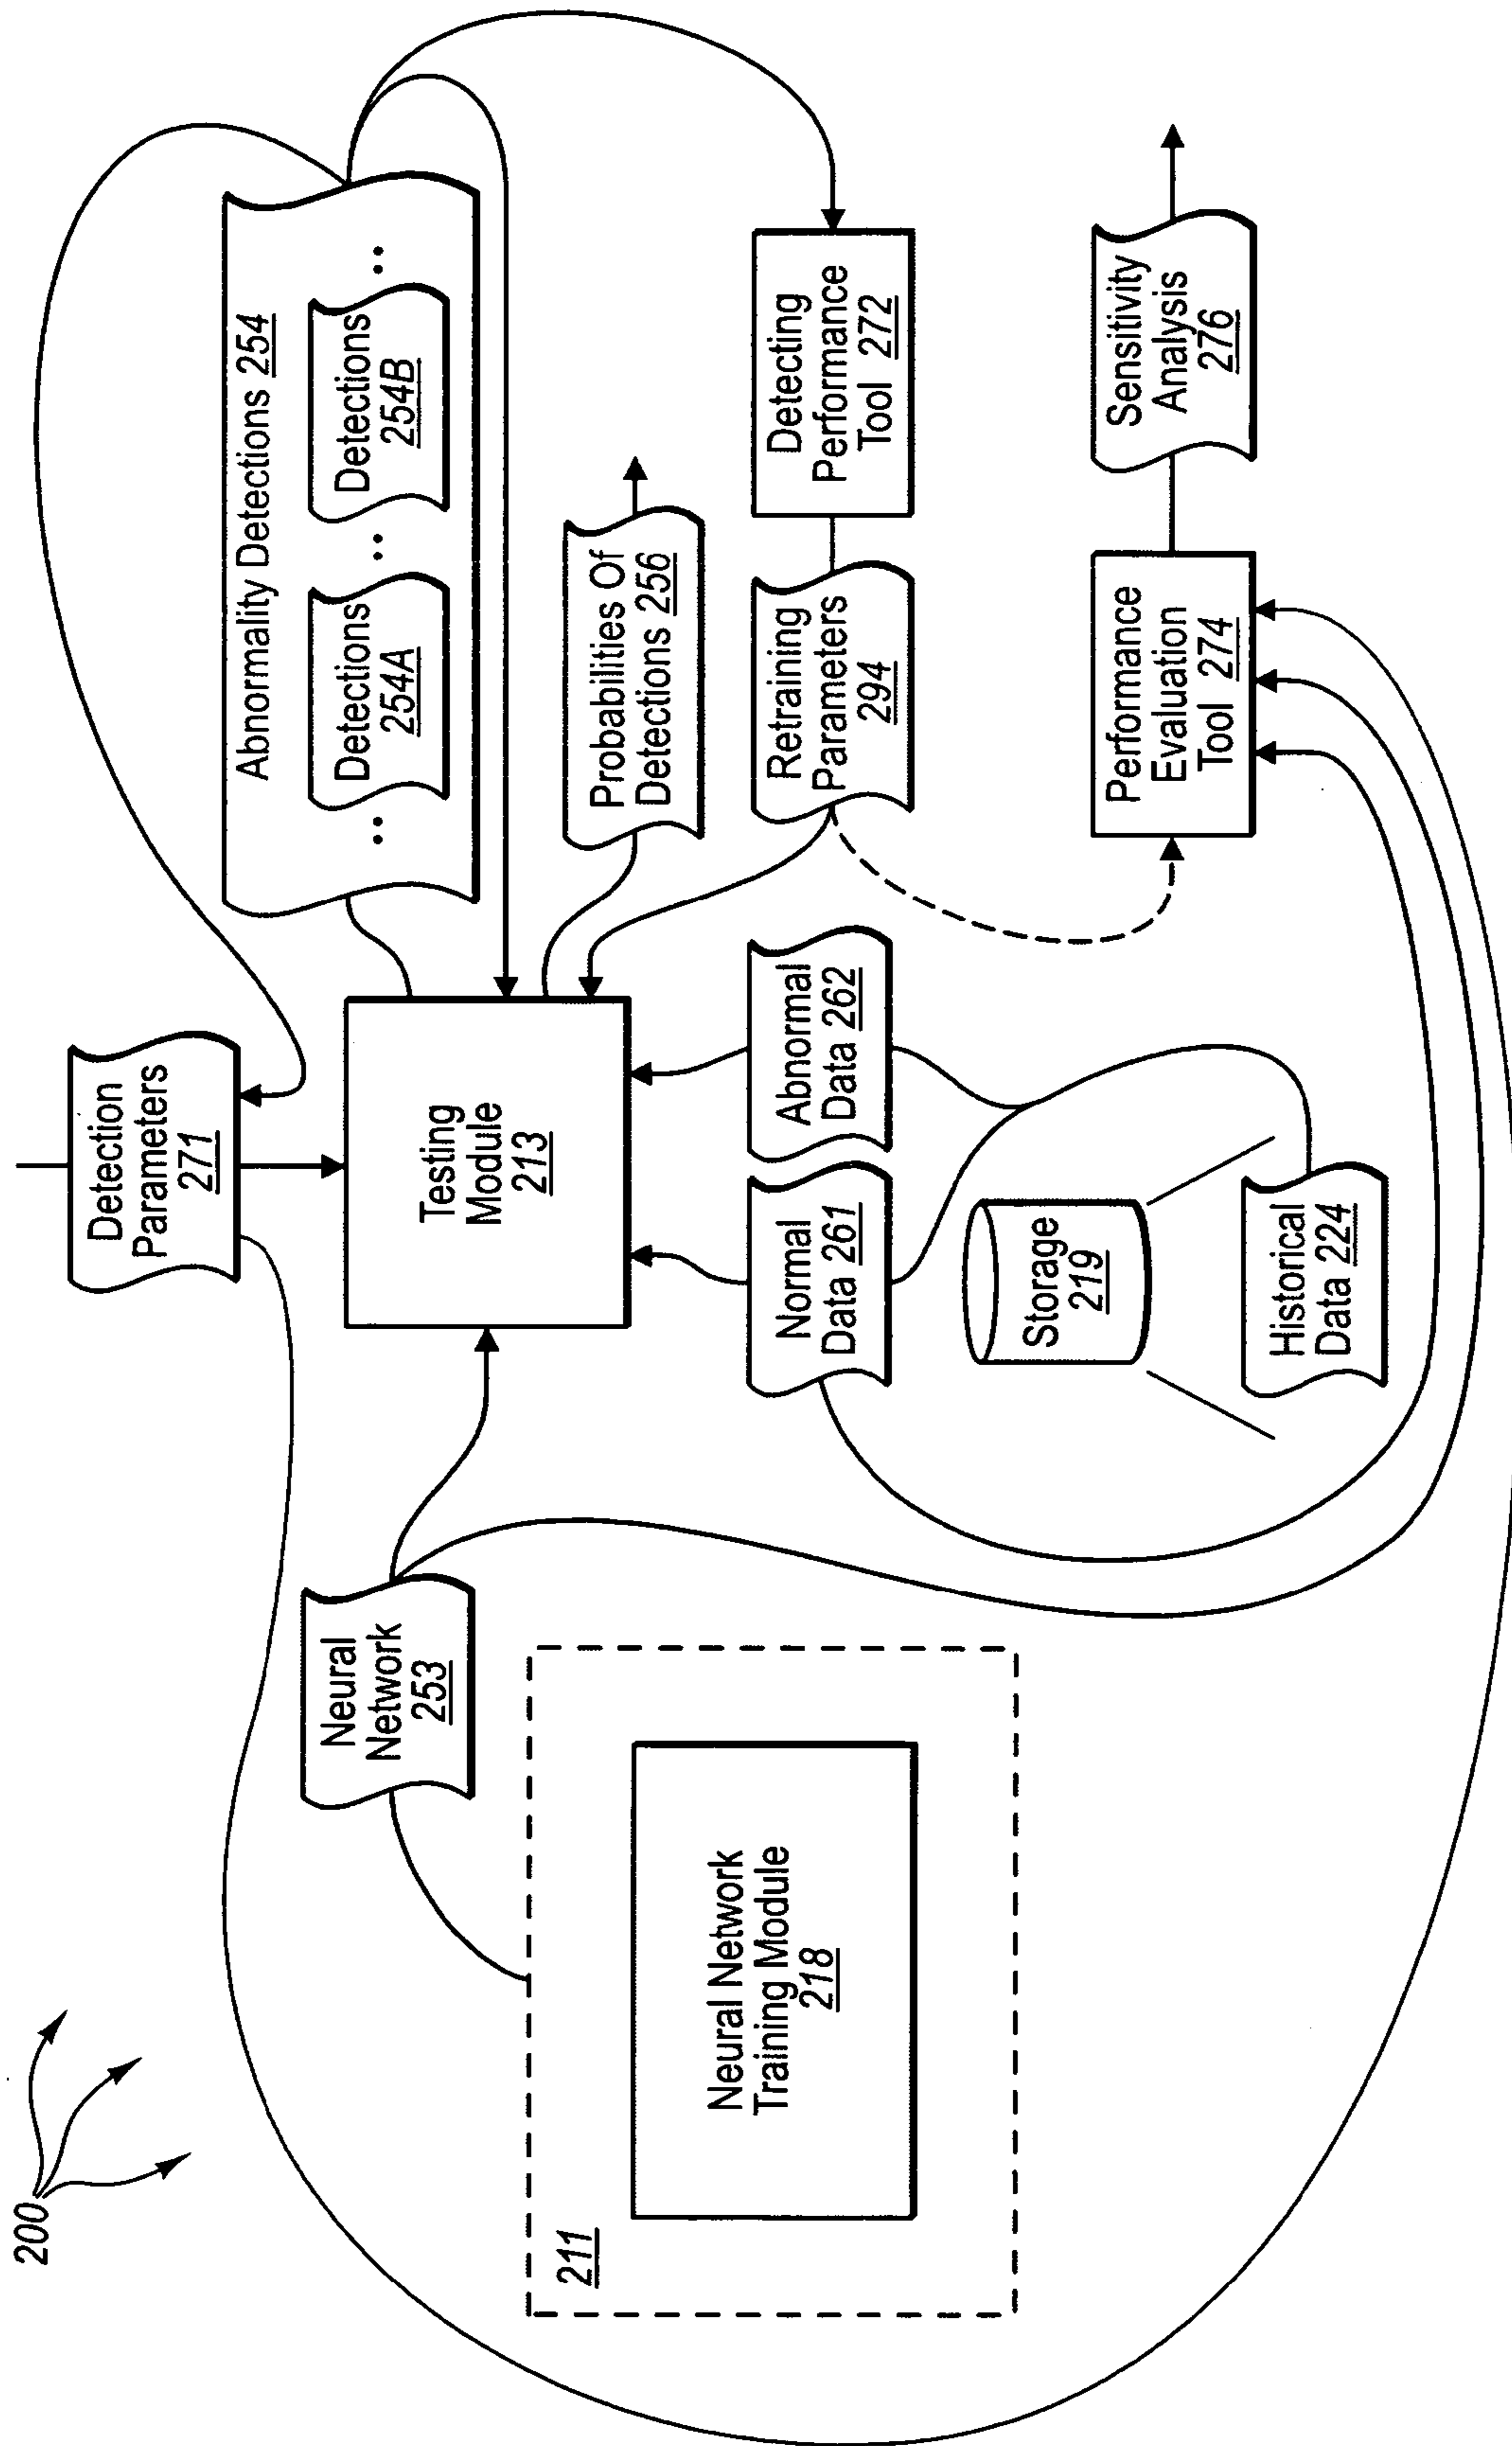 200
Detection
Parameters
271
Abnormality Detections 254
Detections
254A
Detections
254B
Neural
Network
253
Testing
Module
213
Probabilities Of
Detections 256
211
Neural Network
Training Module
218
Normal
Data 261
Abnormal
Data 262
Retraining
Parameters
294
Detecting
Performance
Tool 272
Storage
219
Historical
Data 224
Performance
Evaluation
Tool 274
Sensitivity
Analysis
276